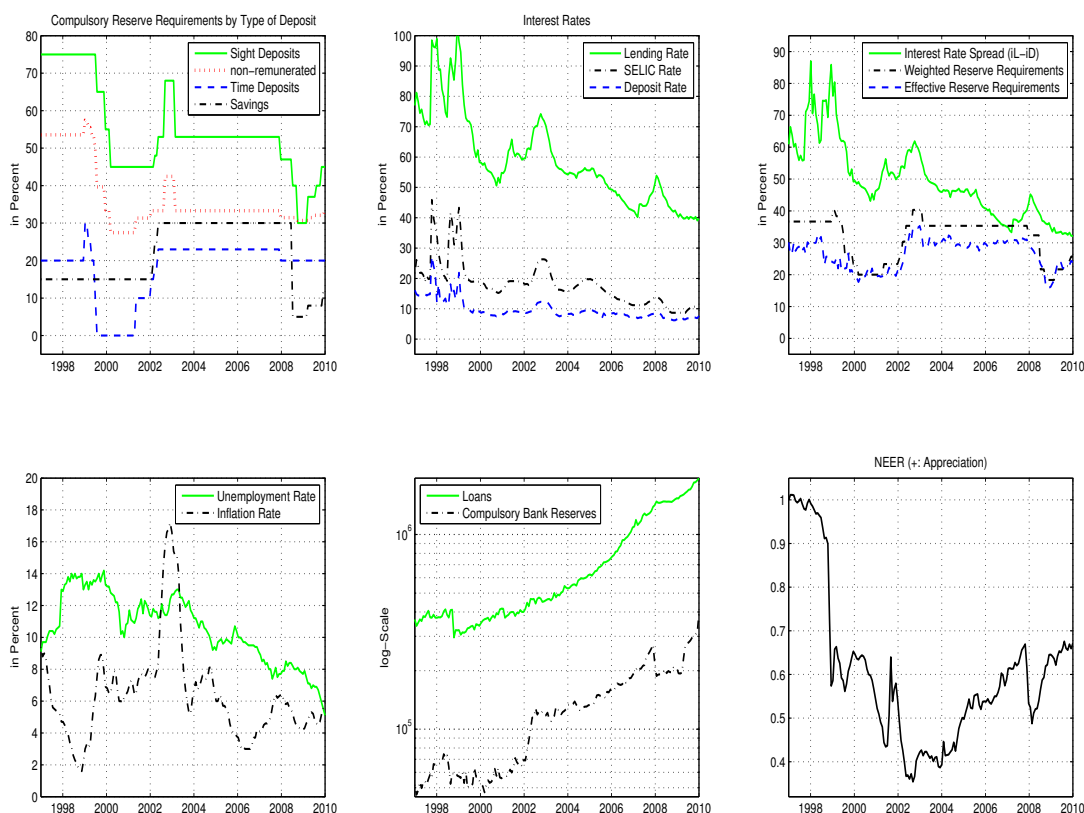 Compulsory Reserve Requirements by Type of Deposit
80
70
60
50
40
30
20
10
0
in Percent
Sight Deposits
non-remunerated
Time Deposits
Savings
1998 2000 2002 2004 2006 2008 2010
Interest Rates
100
90
80
70
60
50
40
30
20
10
0
in Percent
Lending Rate
SELIC Rate
Deposit Rate
1998 2000 2002 2004 2006 2008 2010
90
80
70
60
50
40
30
20
10
0
in Percent
Interest Rate Spread (iL-iD)
Weighted Reserve Requirements
Effective Reserve Requirements
1998 2000 2002 2004 2006 2008 2010
20
18
16
14
12
10
8
6
4
2
0
in Percent
Unemployment Rate
Inflation Rate
1998 2000 2002 2004 2006 2008 2010
10^6
10^5
log-Scale
Loans
Compulsory Bank Reserves
1998 2000 2002 2004 2006 2008 2010
NEER (+: Appreciation)
1
0.9
0.8
0.7
0.6
0.5
0.4
1998 2000 2002 2004 2006 2008 2010